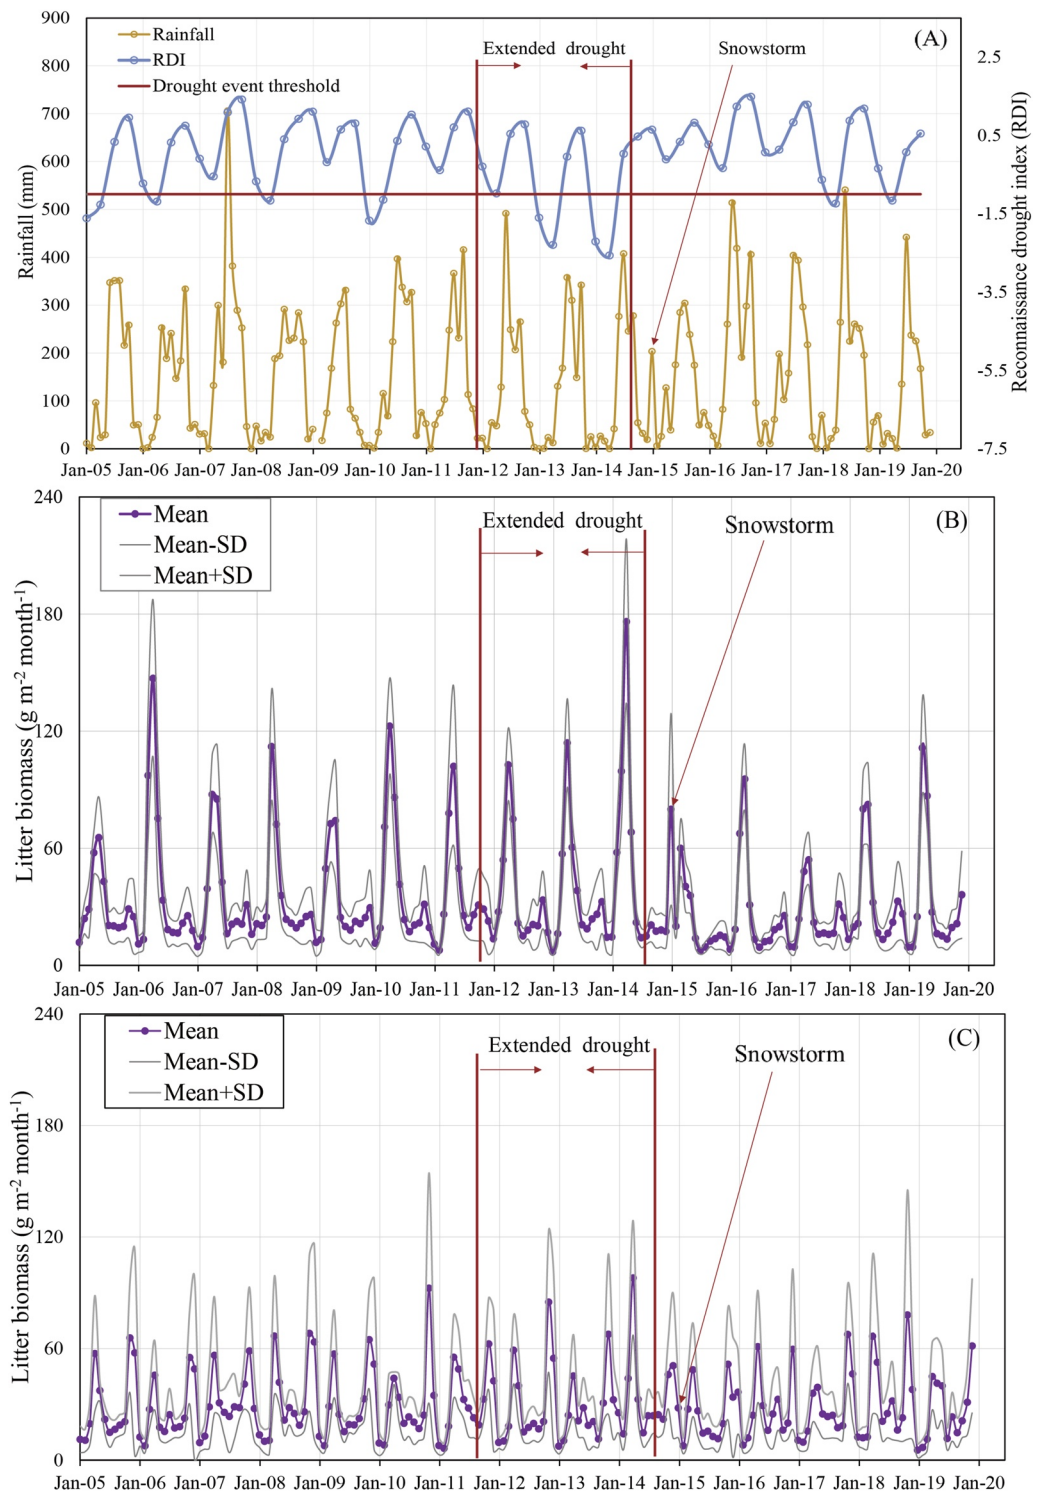 (A)
Rainfall
RDI
Drought event threshold
Extended drought
Snowstorm
Rainfall (mm)
900
800
700
600
500
400
300
200
100
0
Reconnaissance drought index (RDI)
2.5
0.5
-1.5
-3.5
-5.5
-7.5
Jan-05 Jan-06 Jan-07 Jan-08 Jan-09 Jan-10 Jan-11 Jan-12 Jan-13 Jan-14 Jan-15 Jan-16 Jan-17 Jan-18 Jan-19 Jan-20
(B)
Mean
Mean-SD
Mean+SD
Extended drought
Snowstorm
Litter biomass (g m-2 month-1)
240
180
120
60
0
Jan-05 Jan-06 Jan-07 Jan-08 Jan-09 Jan-10 Jan-11 Jan-12 Jan-13 Jan-14 Jan-15 Jan-16 Jan-17 Jan-18 Jan-19 Jan-20
(C)
Mean
Mean-SD
Mean+SD
Extended drought
Snowstorm
Litter biomass (g m-2 month-1)
240
180
120
60
0
Jan-05 Jan-06 Jan-07 Jan-08 Jan-09 Jan-10 Jan-11 Jan-12 Jan-13 Jan-14 Jan-15 Jan-16 Jan-17 Jan-18 Jan-19 Jan-20